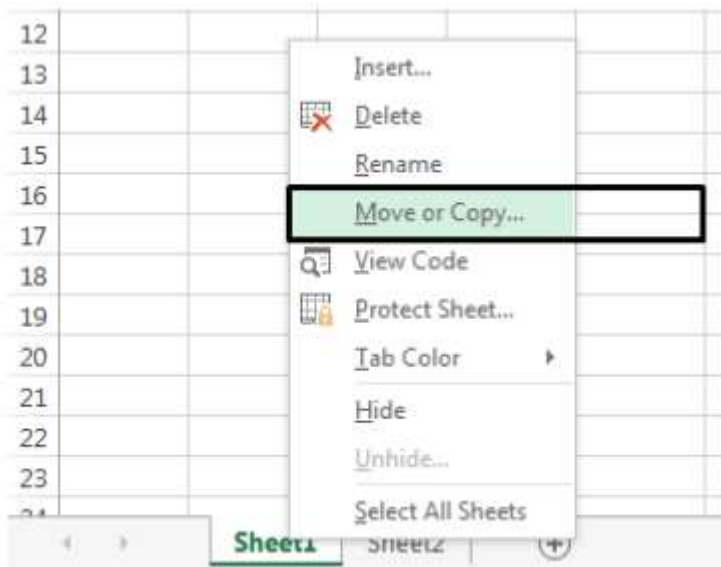 12
13
14
15
16
17
18
19
20
21
22
23
24
Insert...
Delete
Rename
Move or Copy...
View Code
Protect Sheet...
Tab Color
Hide
Unhide...
Select All Sheets
Sheet1 Sheet2